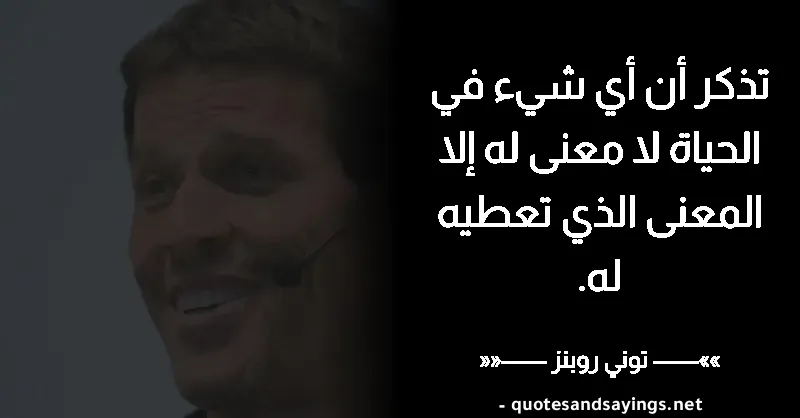 تذكر أن أي شيء في
الحياة لا معنى له إلا
المعنى الذي تعطيه
له.
»»—— توني روبنز ——««
- quotesandsayings.net